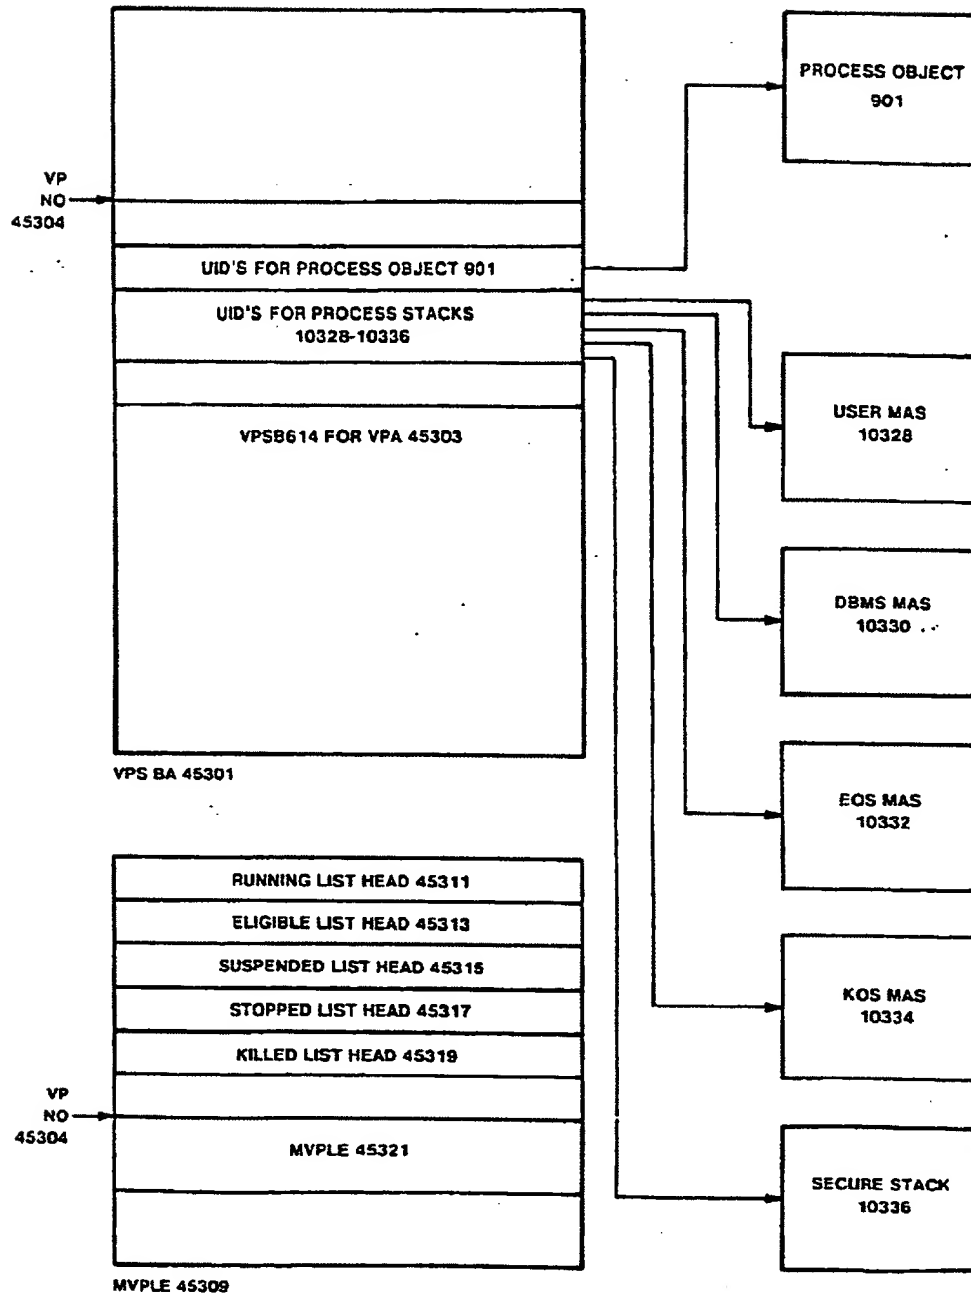 PROCESS OBJECT
901
VP
NO
45304
UID'S FOR PROCESS OBJECT 901
UID'S FOR PROCESS STACKS
10328-10336
VPSB614 FOR VPA 45303
USER MAS
10328
DBMS MAS
10330
EOS MAS
10332
KOS MAS
10334
SECURE STACK
10336
VPS BA 45301
RUNNING LIST HEAD 45311
ELIGIBLE LIST HEAD 45313
SUSPENDED LIST HEAD 45315
STOPPED LIST HEAD 45317
KILLED LIST HEAD 45319
VP
NO
45304
MVPLE 45321
MVPLE 45309